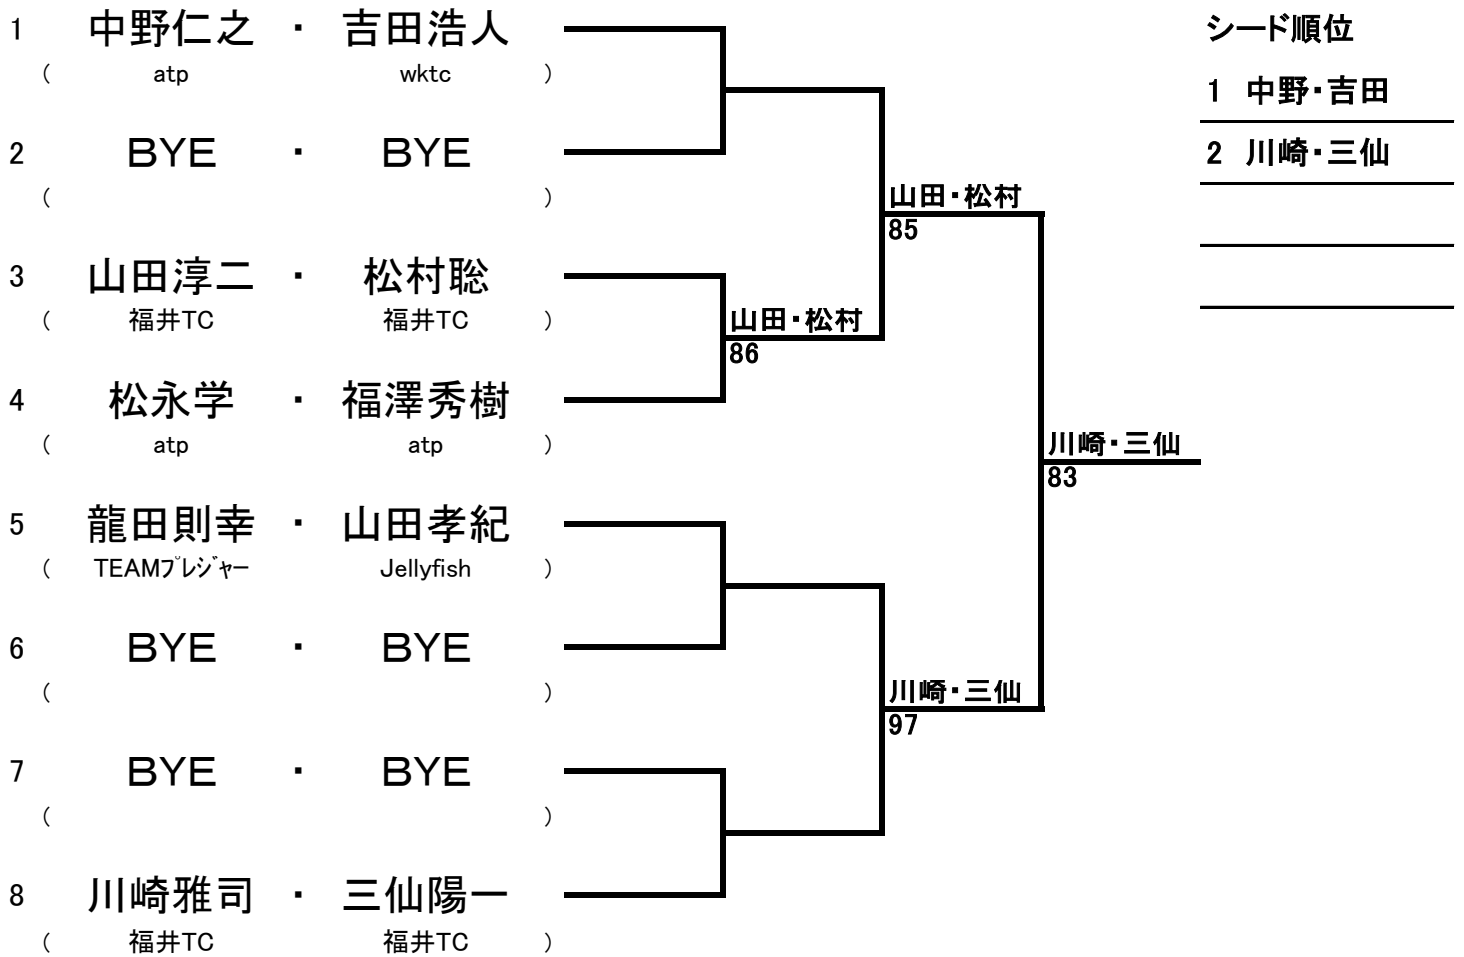 1 中野仁之 ・ 吉田浩人
( atp wktc )
2 ＢＹＥ ・ ＢＹＥ
( )
3 山田淳二 ・ 松村聡
( 福井TC 福井TC )
4 松永学 ・ 福澤秀樹
( atp atp )
5 龍田則幸 ・ 山田孝紀
( TEAMﾌﾟレジャー Jellyfish )
6 ＢＹＥ ・ ＢＹＥ
( )
7 ＢＹＥ ・ ＢＹＥ
( )
8 川崎雅司 ・ 三仙陽一
( 福井TC 福井TC )
山田・松村
86
山田・松村
85
川崎・三仙
97
川崎・三仙
83
シード順位
1 中野・吉田
2 川崎・三仙